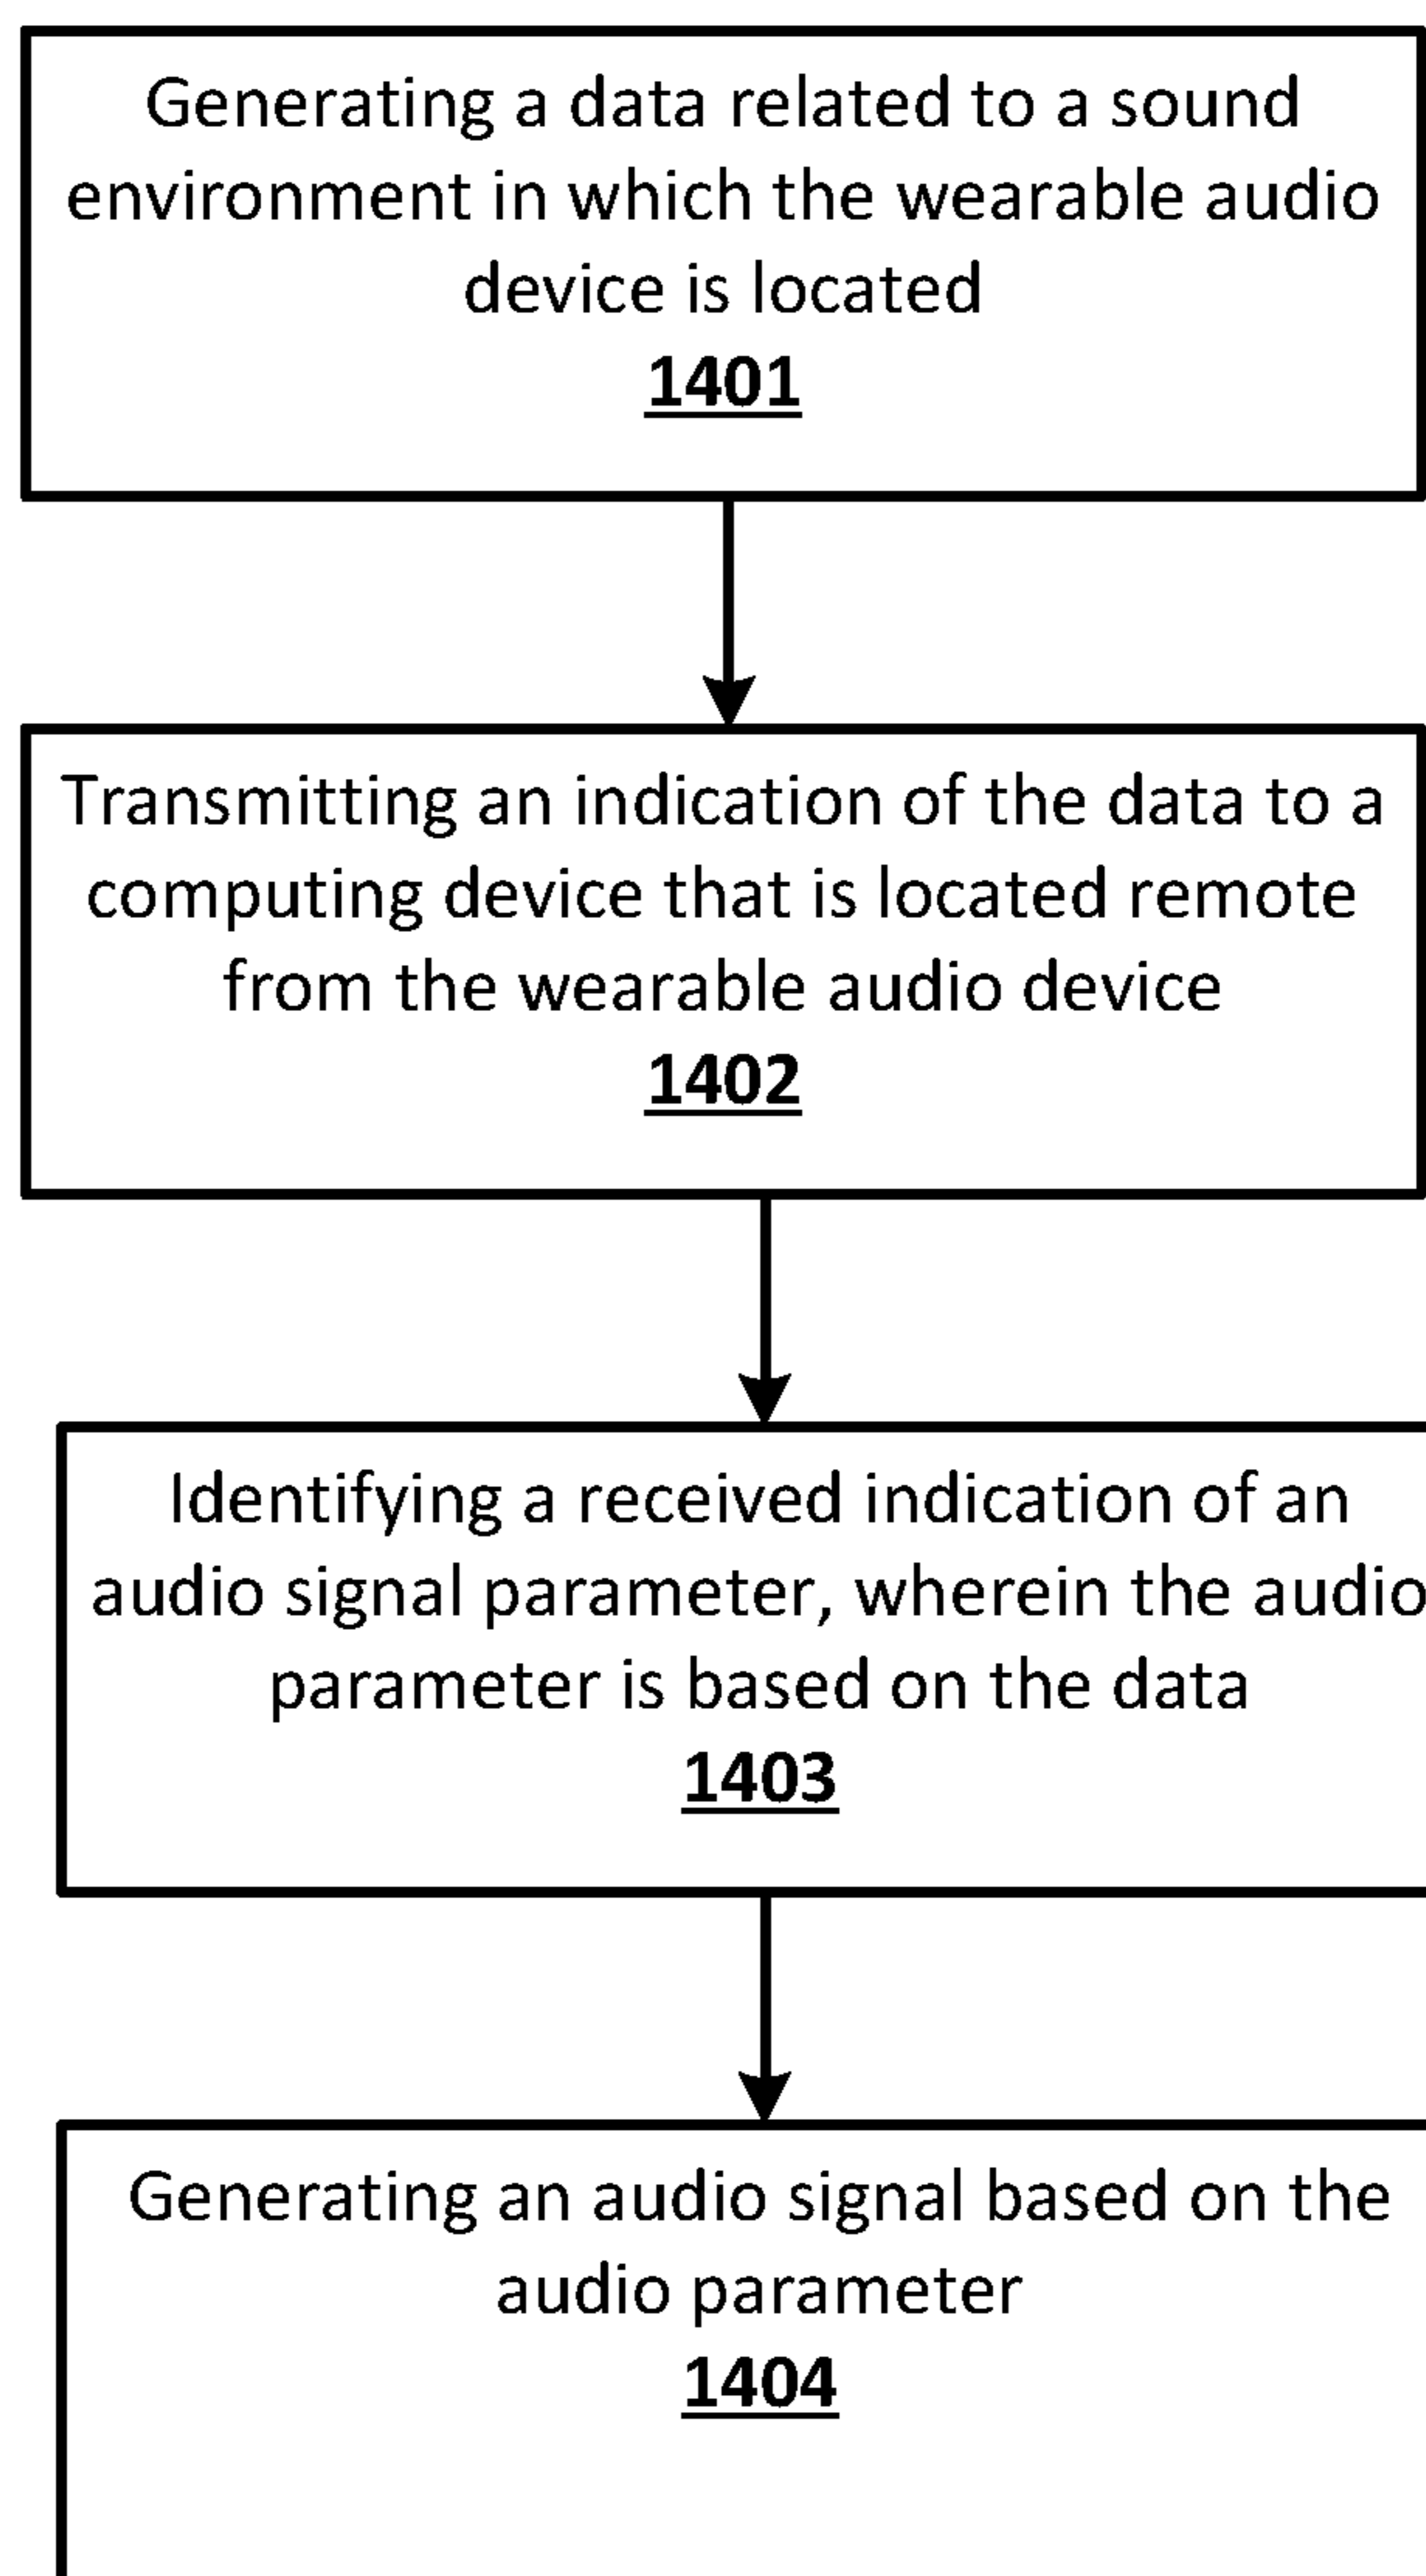 Generating a data related to a sound
environment in which the wearable audio
device is located
1401
Transmitting an indication of the data to a
computing device that is located remote
from the wearable audio device
1402
Identifying a received indication of an
audio signal parameter, wherein the audio
parameter is based on the data
1403
Generating an audio signal based on the
audio parameter
1404